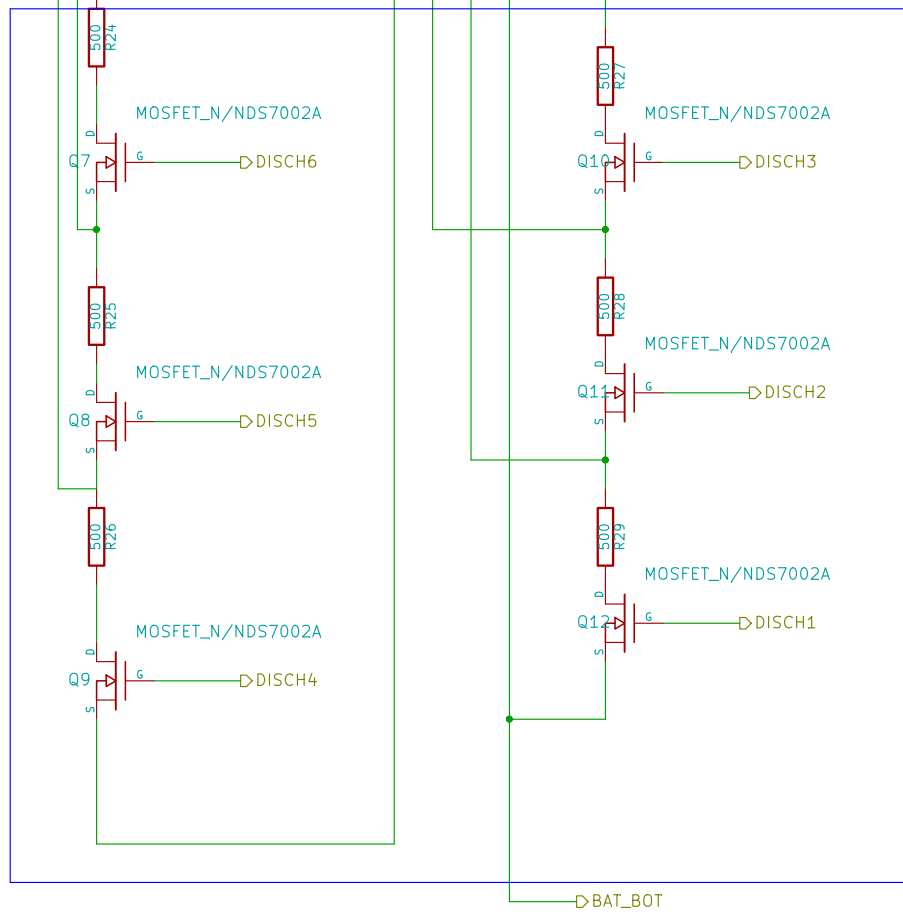 500
R24
MOSFET_N/NDS7002A
D
Q7
G
S
DISCH6
500
R25
MOSFET_N/NDS7002A
D
Q8
G
S
DISCH5
500
R26
MOSFET_N/NDS7002A
D
Q9
G
S
DISCH4
500
R27
MOSFET_N/NDS7002A
D
Q10
G
S
DISCH3
500
R28
MOSFET_N/NDS7002A
D
Q11
G
S
DISCH2
500
R29
MOSFET_N/NDS7002A
D
Q12
G
S
DISCH1
BAT_BOT